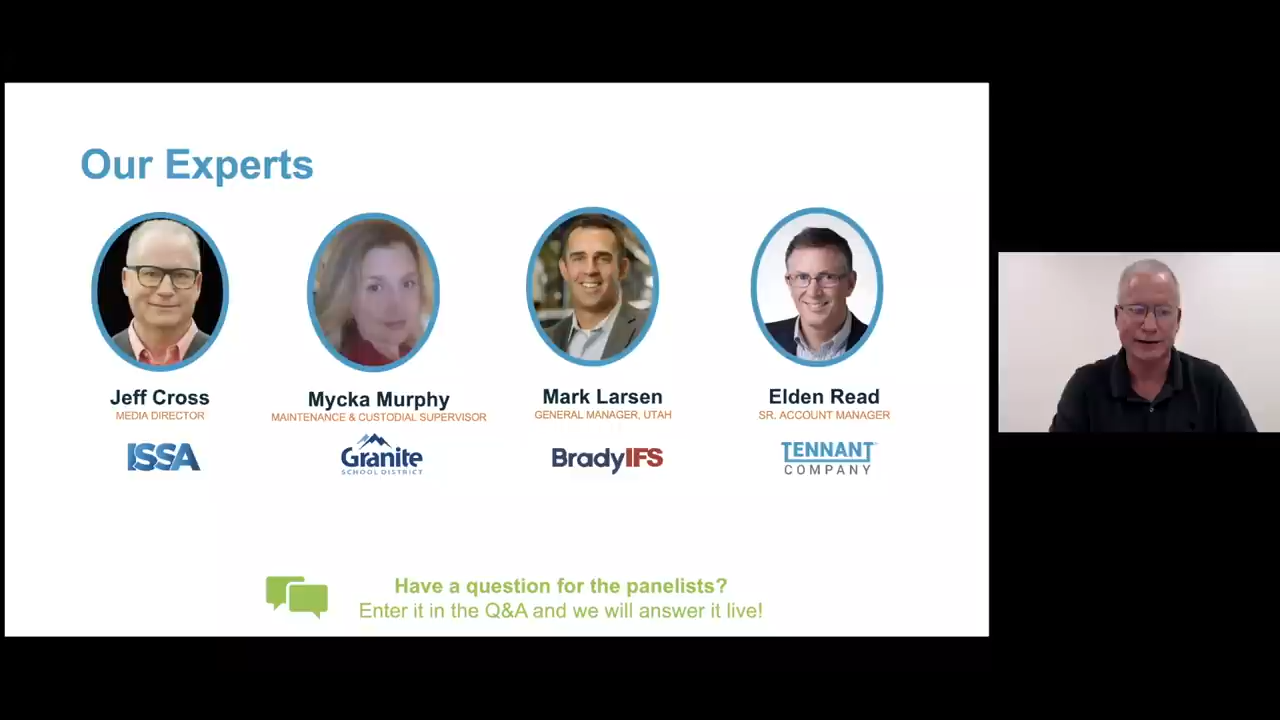 Our Experts
Jeff Cross
MEDIA DIRECTOR
ISSA
Mycka Murphy
MAINTENANCE & CUSTODIAL SUPERVISOR
Granite
SCHOOL DISTRICT
Mark Larsen
GENERAL MANAGER, UTAH
BradyIFS
Elden Read
SR. ACCOUNT MANAGER
TENNANT
COMPANY
Have a question for the panelists?
Enter it in the Q&A and we will answer it live!